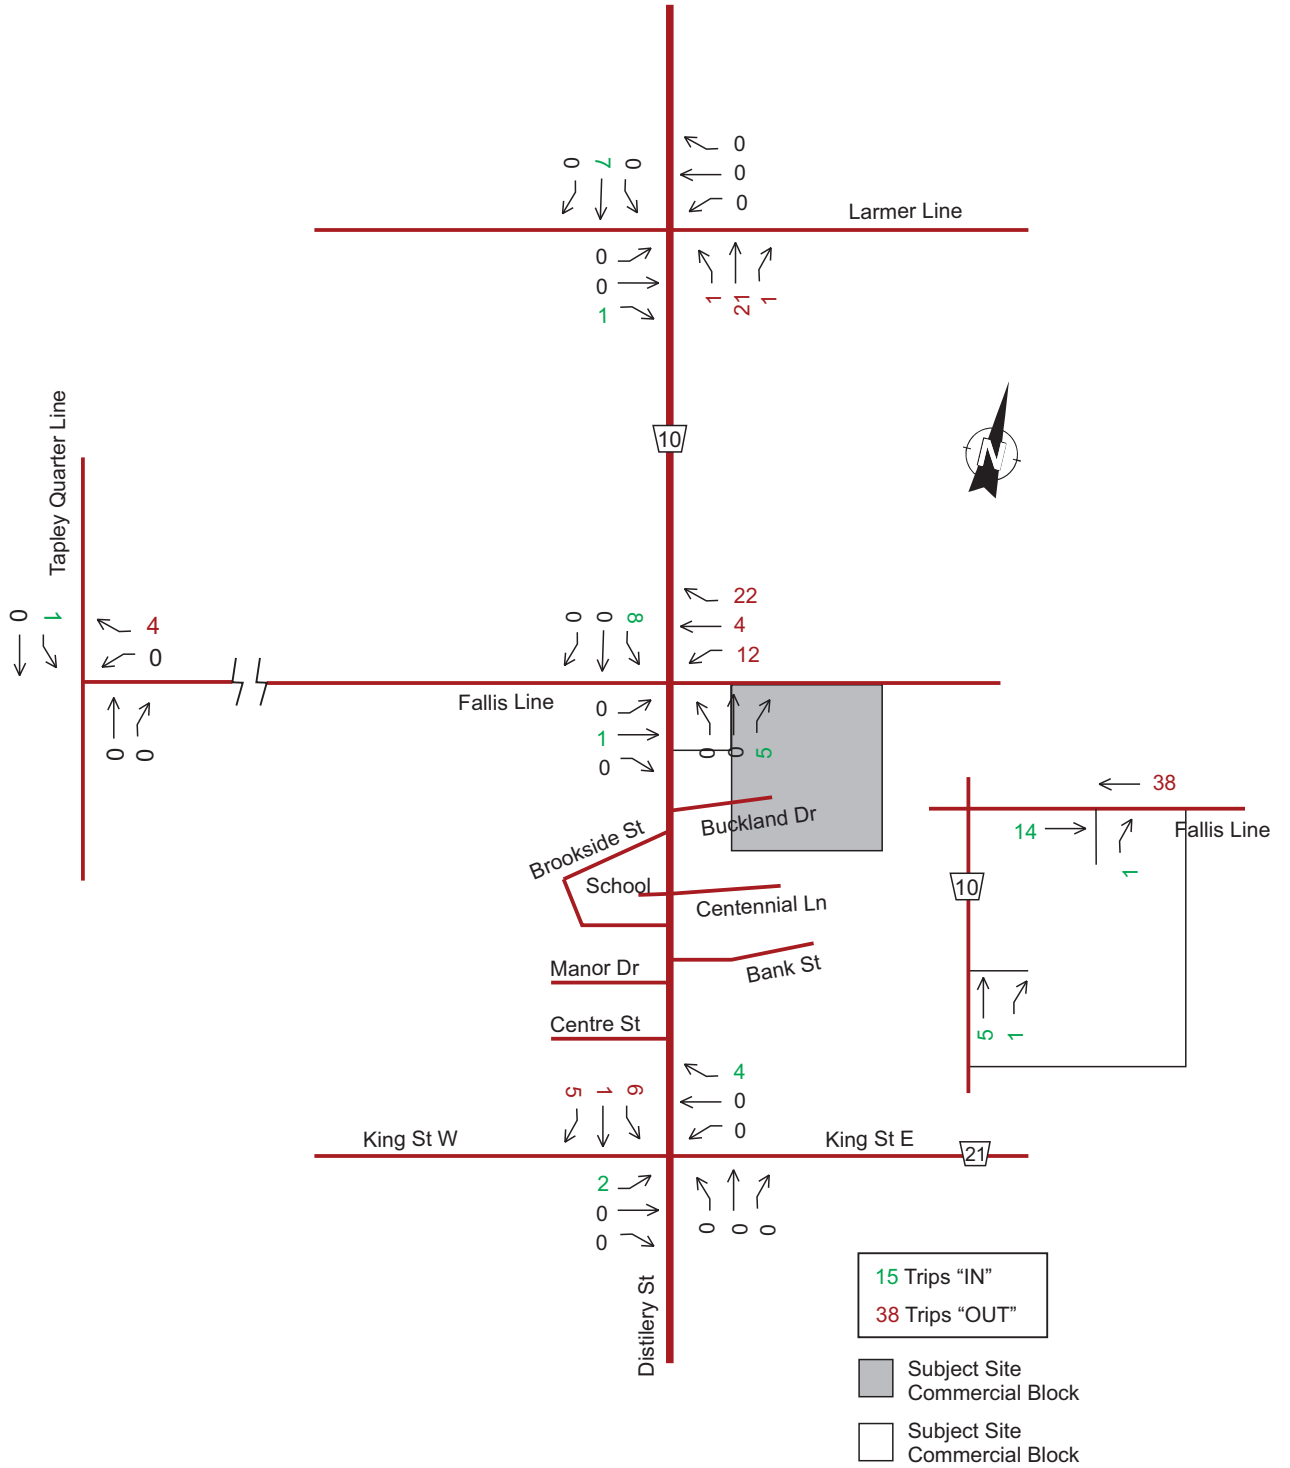 0 7 0
0
0
0
Larmer Line
0
0
1
1 21 1
10
N
Tapley Quarter Line
0 1
4
0
0 0
0 0 8
22
4
12
Fallis Line
0
1
0
0 0 5
Buckland Dr
Brookside St
School
Centennial Ln
Bank St
Manor Dr
Centre St
38
14
Fallis Line
1
10
5 1
5 1 6
4
0
0
King St W
King St E
21
2
0
0
0 0 0
Distilery St
15 Trips “IN”
38 Trips “OUT”
Subject Site
Commercial Block
Subject Site
Commercial Block